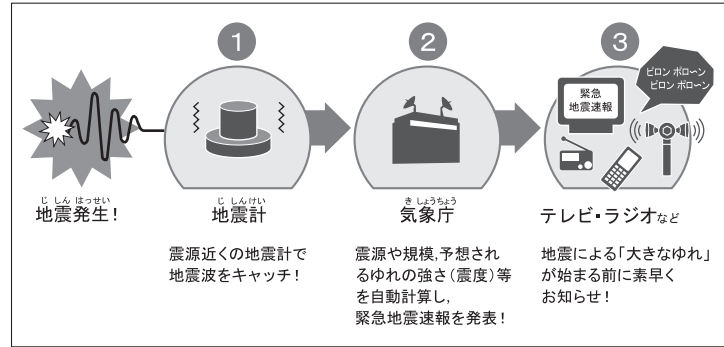 1
2
3
緊急
地震速報
ピロン ポローン
ピロン ポローン
じ しん はっせい
地震発生！
じ しんけい
地震計
き しょうちょう
気象庁
テレビ・ラジオなど
震源近くの地震計で
地震波をキャッチ！
震源や規模，予想され
るゆれの強さ（震度）等
を自動計算し，
緊急地震速報を発表！
地震による「大きなゆれ」
が始まる前に素早く
お知らせ！